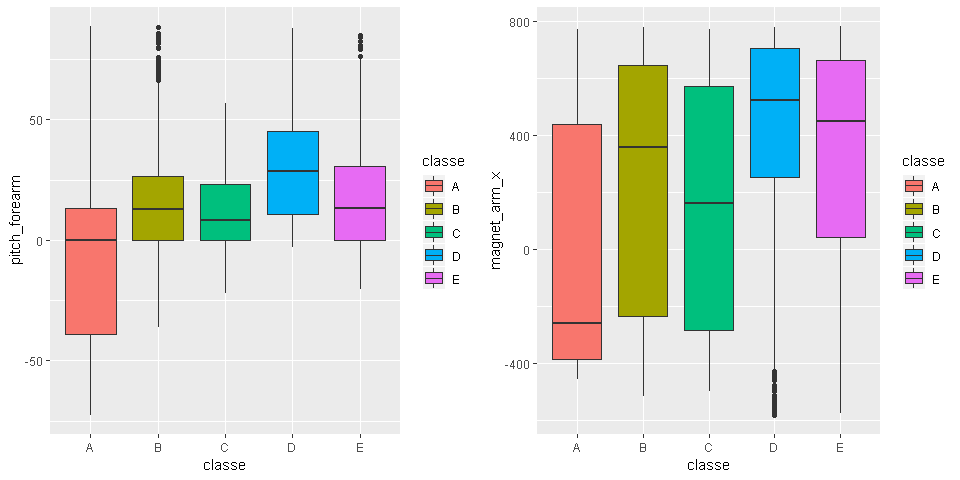 pitch_forearm
50
0
-50
A B C D E
classe
classe
A
B
C
D
E
magnet_arm_x
800
400
0
-400
A B C D E
classe
classe
A
B
C
D
E